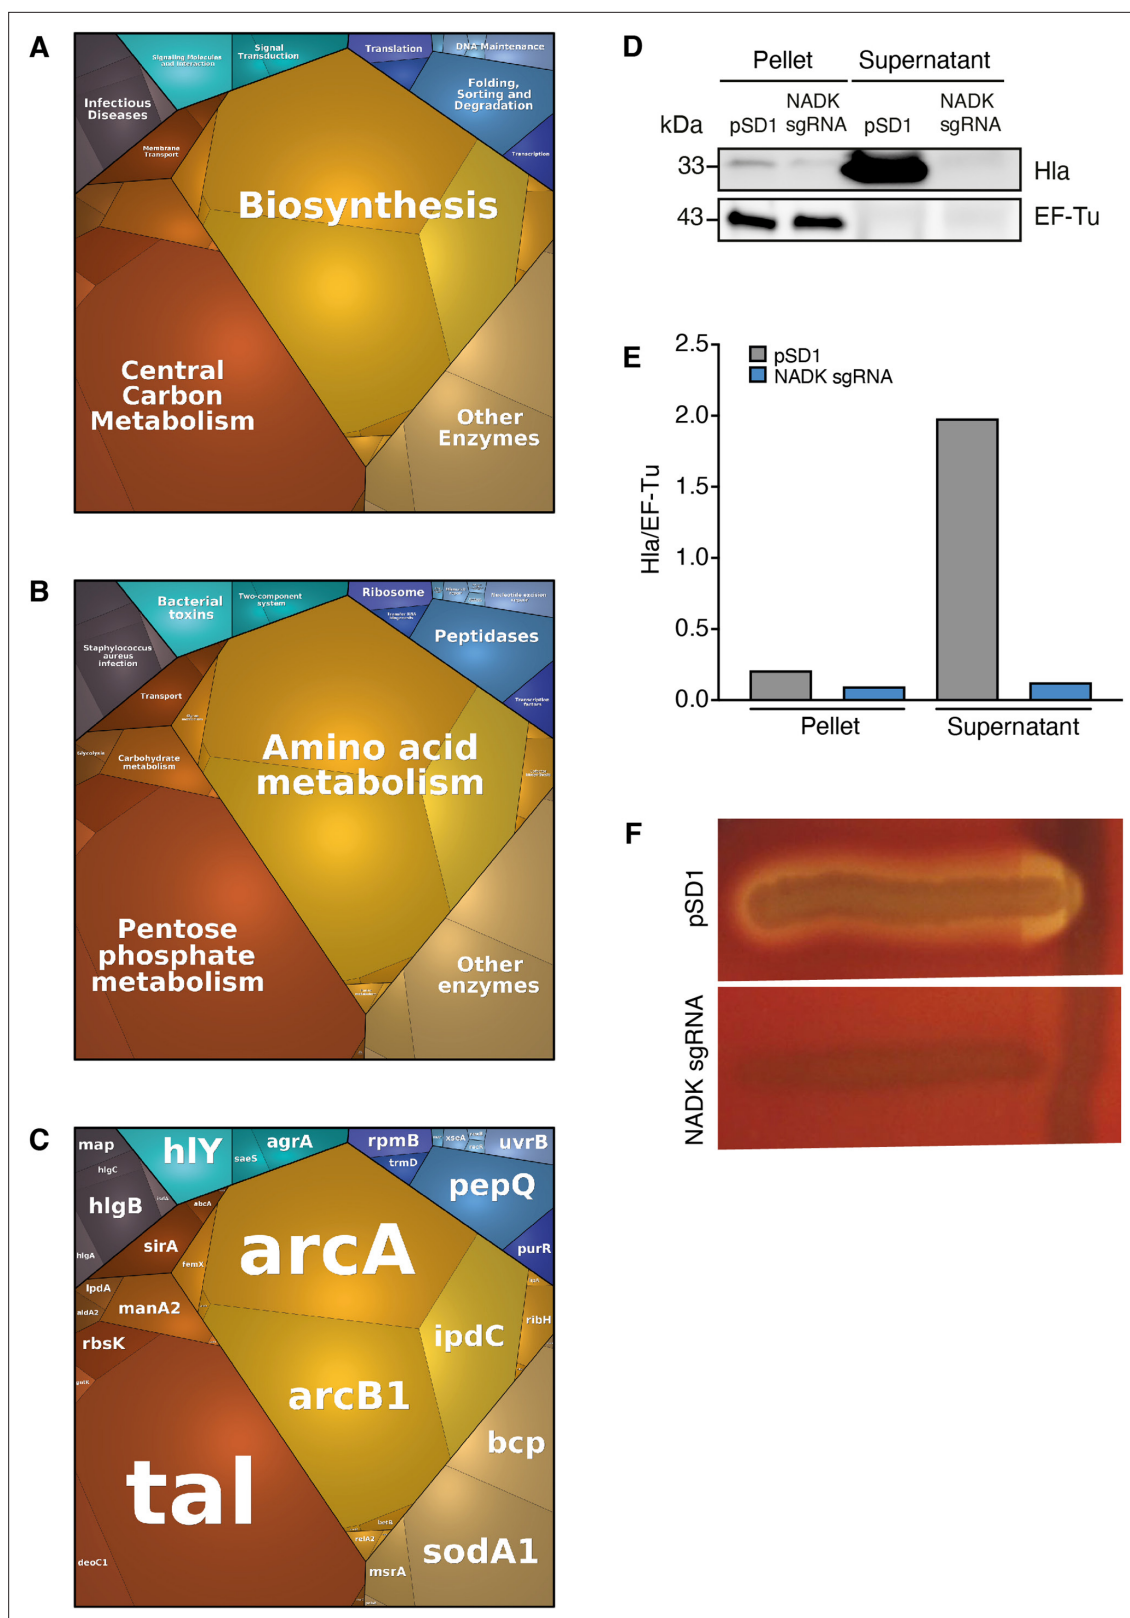 A
Infectious
Diseases
Signaling Molecules
and Interaction
Signal
Transduction
Translation
DNA Maintenance
Folding,
Sorting and
Degradation
Transcription
Membrane
Transport
Biosynthesis
Central
Carbon
Metabolism
Other
Enzymes
B
Bacterial
toxins
Two-component
system
Ribosome
Nucleotide excision
Peptidases
Staphylococcus
aureus
infection
Transport
Transcription
factors
Glycolysis
Carbohydrate
metabolism
Amino acid
metabolism
Pentose
phosphate
metabolism
Other
enzymes
C
map
hlY
saeS
agrA
rpmB
trmD
xseA
uvrB
hlgC
hlgB
hlgA
abcA
sirA
femX
arcA
pepQ
purR
lpdA
aldA2
manA2
rbsK
arcB1
ipdC
ribH
tal
bcp
deoC1
relA2
msrA
sodA1
D
Pellet
Supernatant
kDa
pSD1
NADK
sgRNA
pSD1
NADK
sgRNA
33
Hla
43
EF-Tu
E
pSD1
NADK sgRNA
Hla/EF-Tu
2.5
2.0
1.5
1.0
0.5
0.0
Pellet
Supernatant
F
pSD1
NADK sgRNA